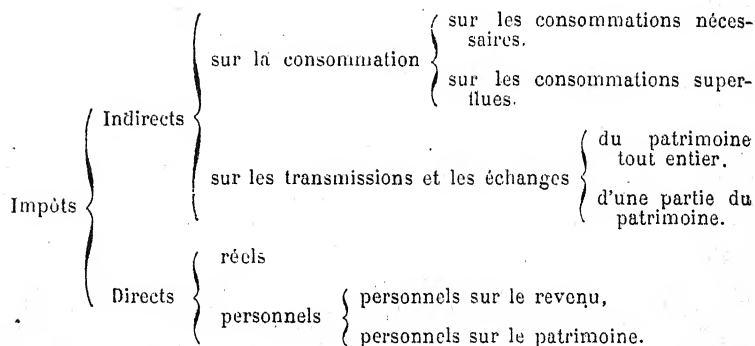 sur les consommations néces-
saires.
sur la consommation
sur les consommations super-
flues.
Indirects
du patrimoine
tout entier.
sur les transmissions et les échanges
d'une partie du
patrimoine.
Impôts
réels
Directs
personnels sur le revenu,
personnels
personnels sur le patrimoine.